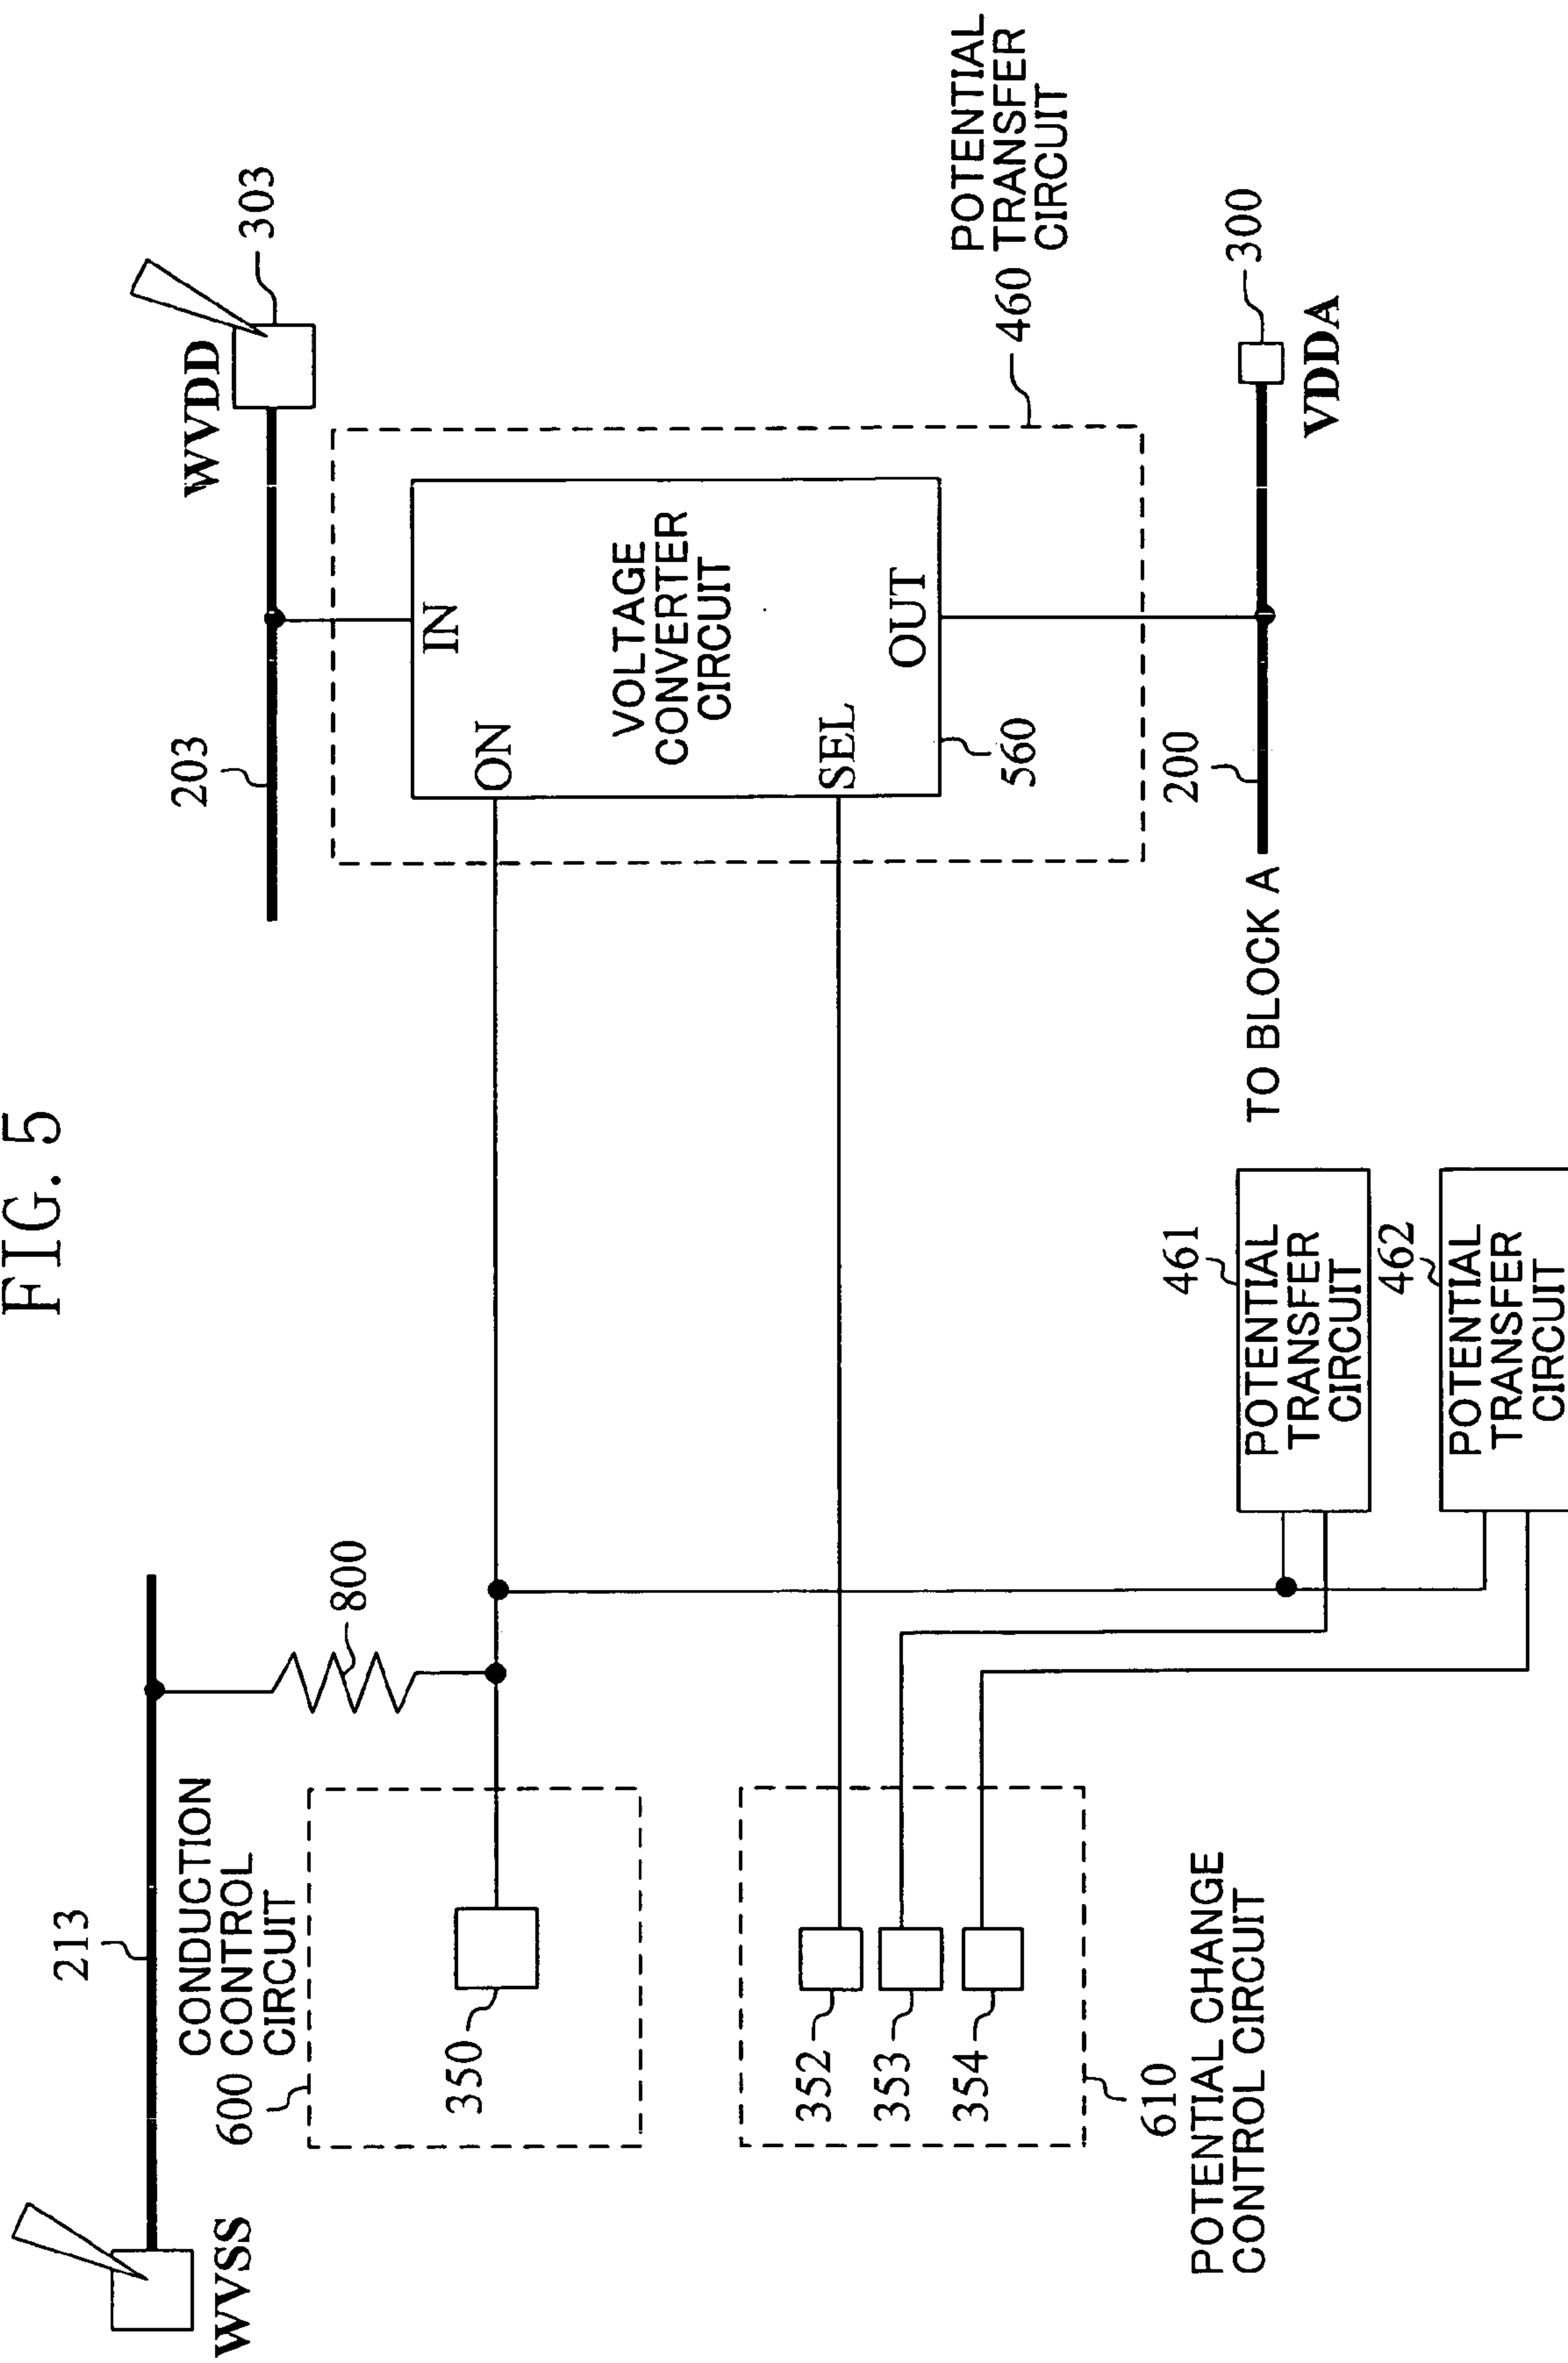 FIG. 5
WVSS
213
CONDUCTION
600 CONTROL
CIRCUIT
800
203
WVDD
303
350
ON
IN
VOLTAGE
CONVERTER
CIRCUIT
SEL
OUT
560
460 POTENTIAL
TRANSFER
CIRCUIT
352
353
354
610
POTENTIAL CHANGE
CONTROL CIRCUIT
461
POTENTIAL
TRANSFER
CIRCUIT
462
POTENTIAL
TRANSFER
CIRCUIT
TO BLOCK A
200
300
VDDA